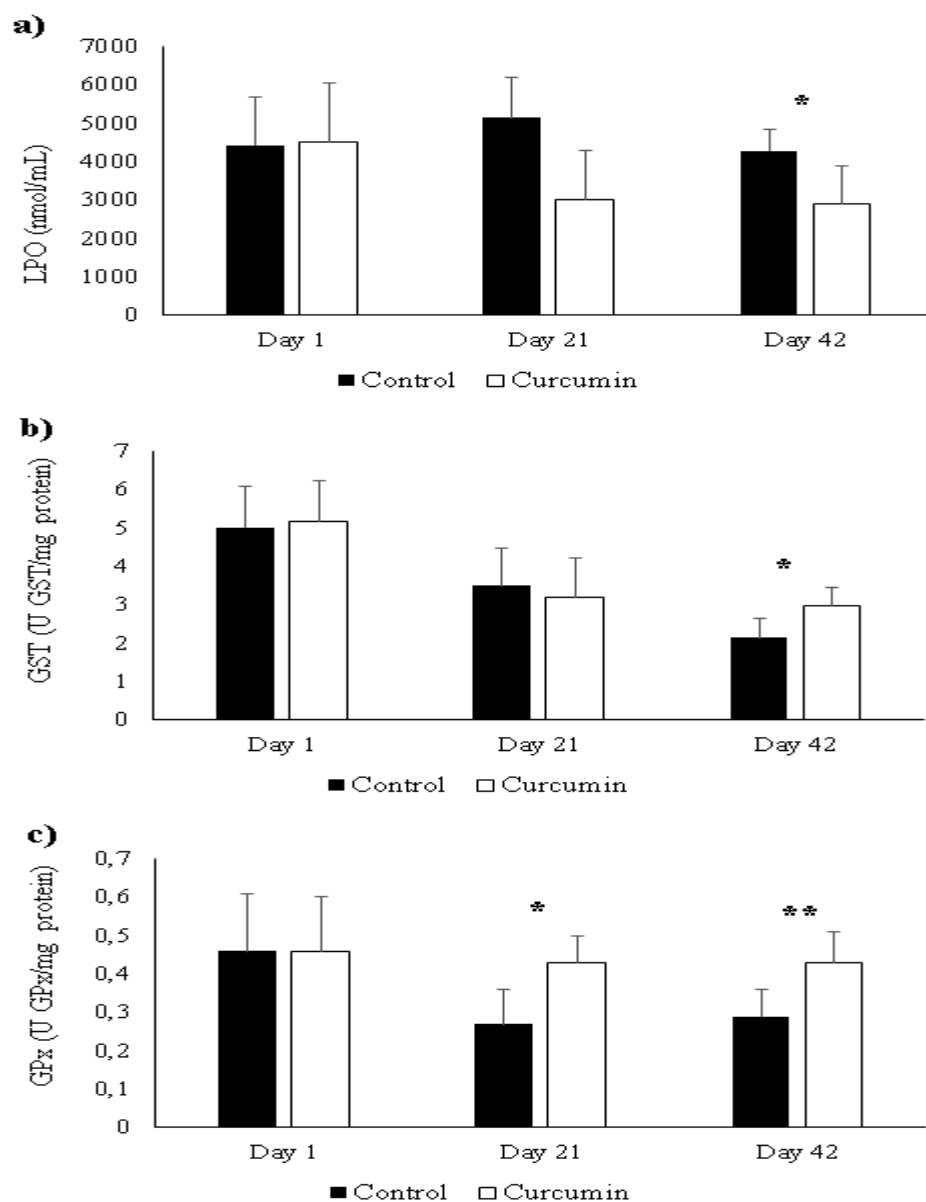 a)
LPO (nmol/mL)
7000
6000
5000
4000
3000
2000
1000
0
*
Day 1 Day 21 Day 42
Control Curcumin
b)
GST (U GST/mg protein)
7
6
5
4
3
2
1
0
*
Day 1 Day 21 Day 42
Control Curcumin
c)
GPx (U GPx/mg protein)
0,7
0,6
0,5
0,4
0,3
0,2
0,1
0
* **
Day 1 Day 21 Day 42
Control Curcumin